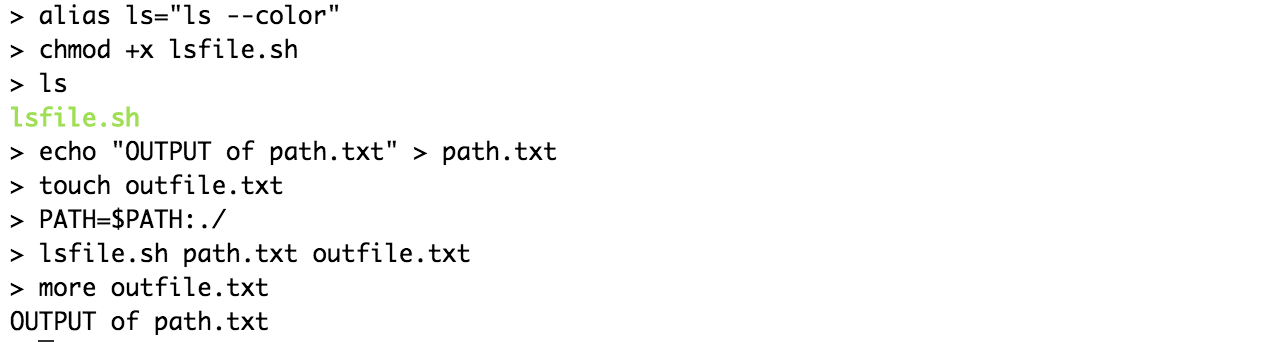 > alias ls="ls --color"
> chmod +x lsfile.sh
> ls
lsfile.sh
> echo "OUTPUT of path.txt" > path.txt
> touch outfile.txt
> PATH=$PATH:./
> lsfile.sh path.txt outfile.txt
> more outfile.txt
OUTPUT of path.txt